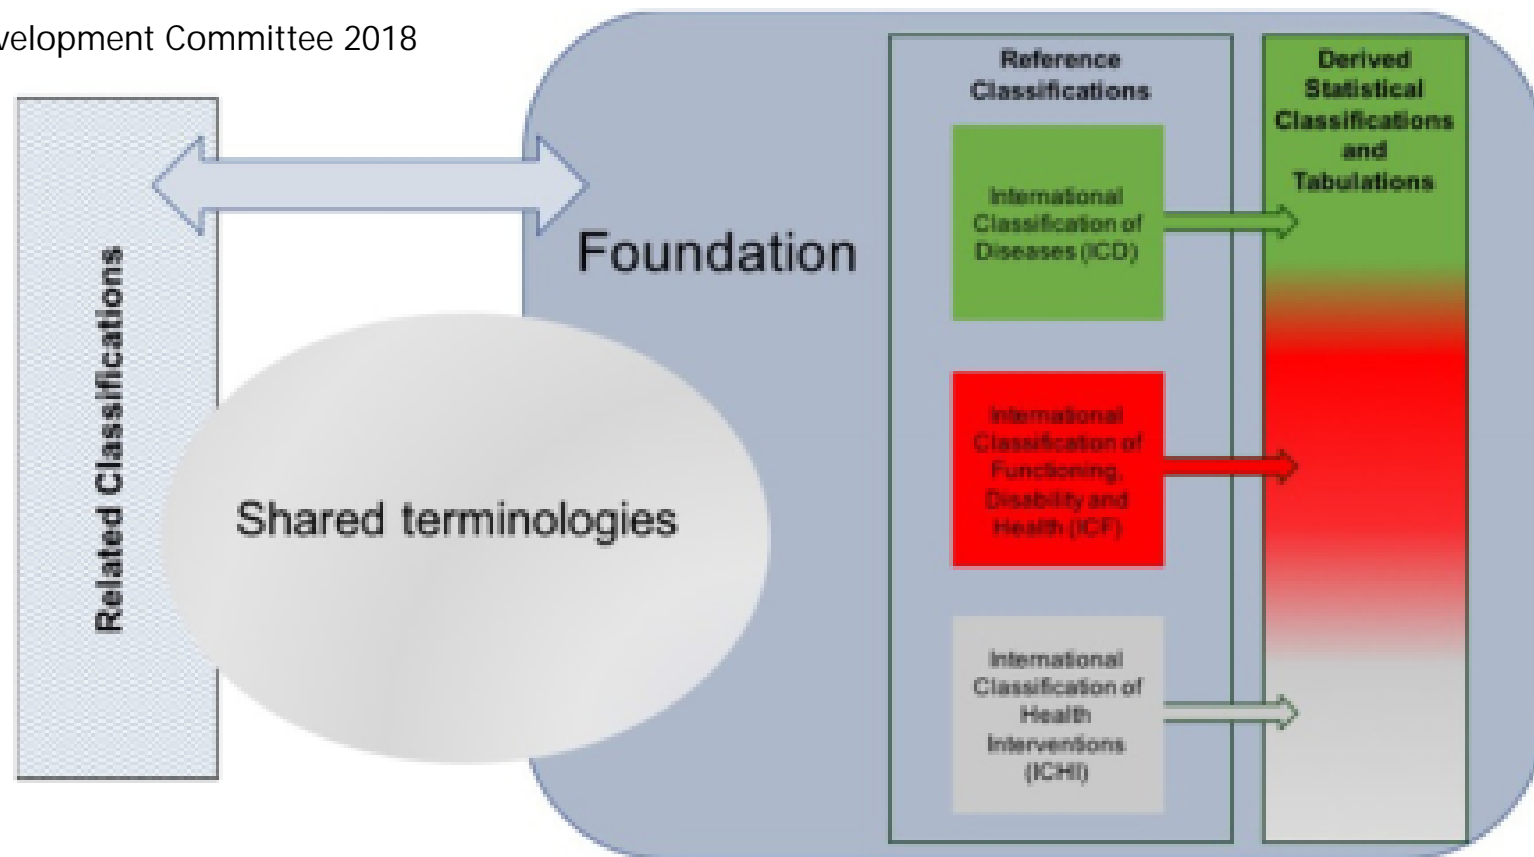 velopment Committee 2018
Related Classifications
Shared terminologies
Foundation
Reference
Classifications
International
Classification of
Diseases (ICD)
International
Classification of
Functioning,
Disability and
Health (ICF)
International
Classification of
Health
Interventions
(ICHI)
Derived
Statistical
Classifications
and
Tabulations